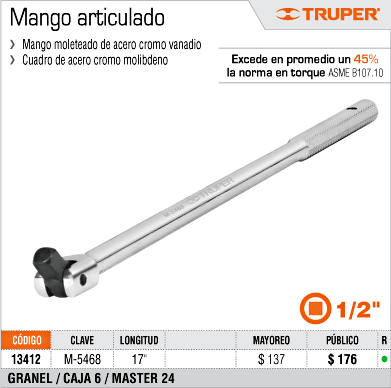 Mango articulado
TRUPER®
› Mango moleteado de acero cromo vanadio
› Cuadro de acero cromo molibdeno
Excede en promedio un 45%
la norma en torque ASME B107.10
M-5468 TRUPER
1/2"
CÓDIGO CLAVE LONGITUD MAYOREO PÚBLICO R
13412 M-5468 17" $ 137 $ 176
GRANEL / CAJA 6 / MASTER 24